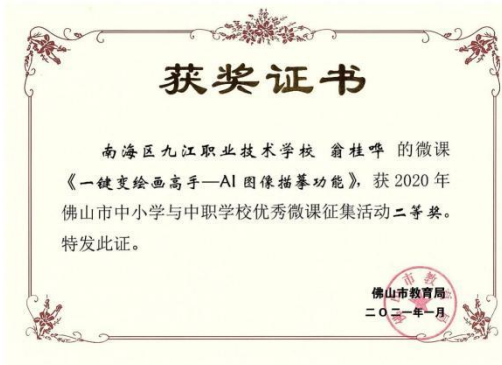 获奖证书
南海区九江职业技术学校 翁桂哗 的微课
《一键变绘画高手—AI 图像描摹功能》，获 2020 年
佛山市中小学与中职学校优秀微课征集活动二等奖。
特发此证。
佛山市教育局
二〇二一年一月